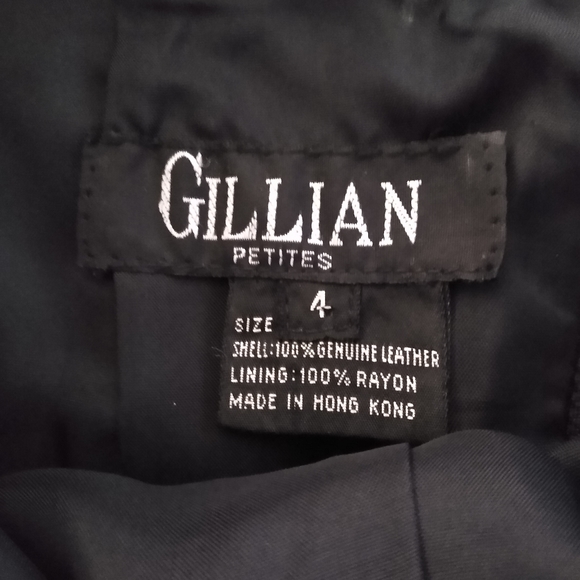 GILLIAN
PETITES
4
SIZE
SHELL:100%GENUINE LEATHER
LINING:100% RAYON
MADE IN HONG KONG